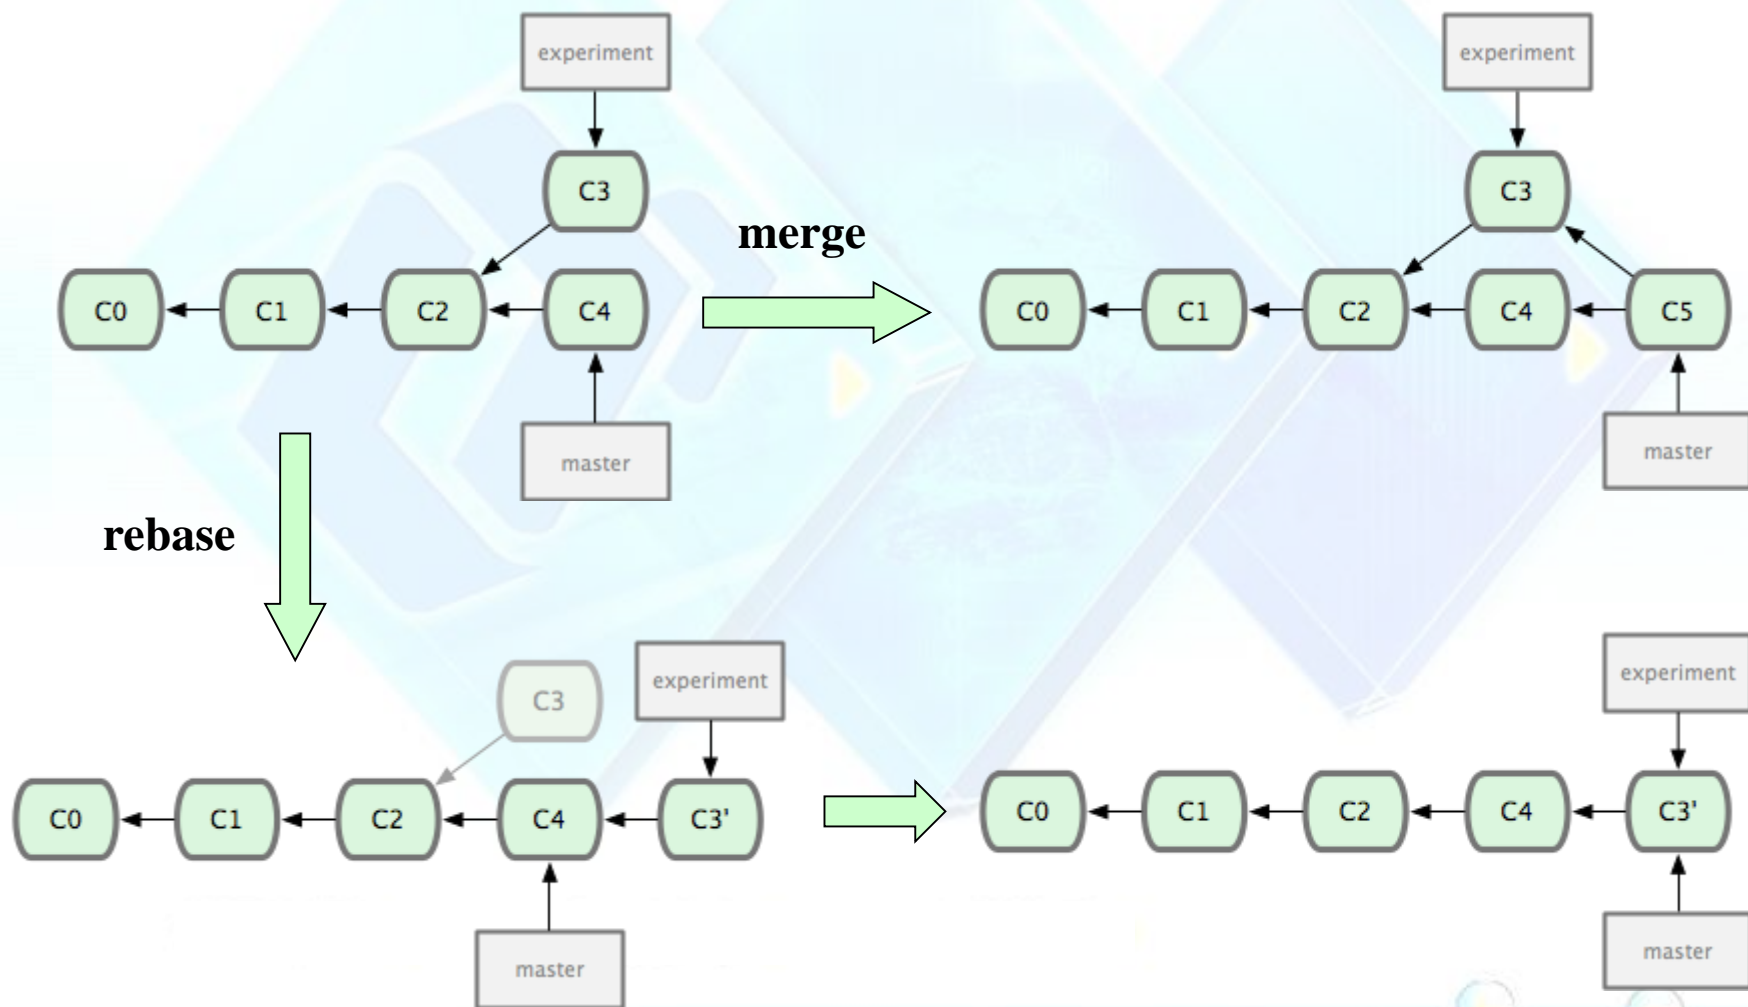 experiment
C3
C0
C1
C2
C4
master
merge
experiment
C3
C0
C1
C2
C4
C5
master
rebase
C3
experiment
C0
C1
C2
C4
C3'
master
experiment
C0
C1
C2
C4
C3'
master